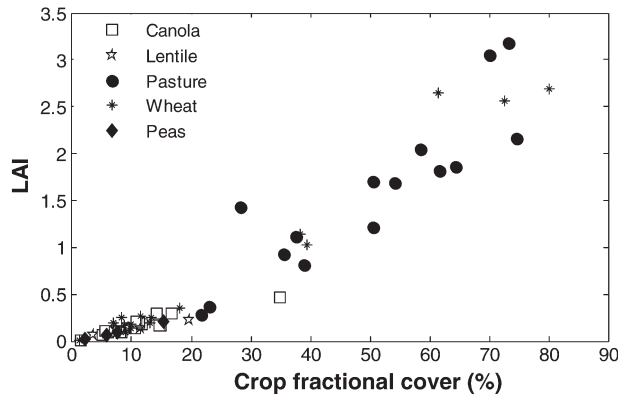 3.5
3
2.5
2
1.5
1
0.5
0
LAI
Canola
Lentile
Pasture
Wheat
Peas
0 10 20 30 40 50 60 70 80 90
Crop fractional cover (%)